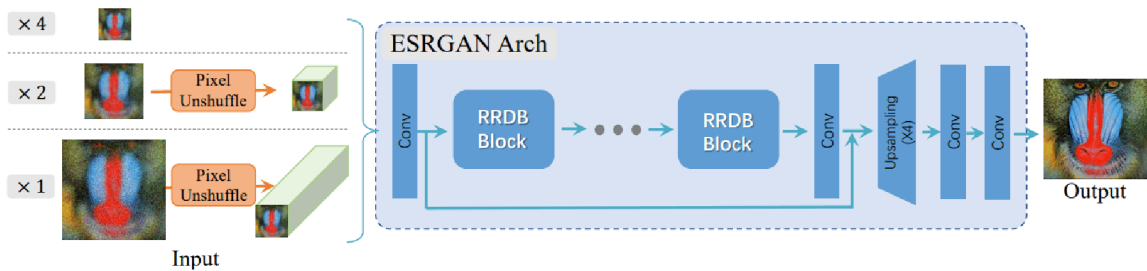 × 4
× 2
Pixel
Unshuffle
× 1
Pixel
Unshuffle
Input
ESRGAN Arch
Conv
RRDB
Block
RRDB
Block
Conv
Upsampling
(X4)
Conv
Conv
Output